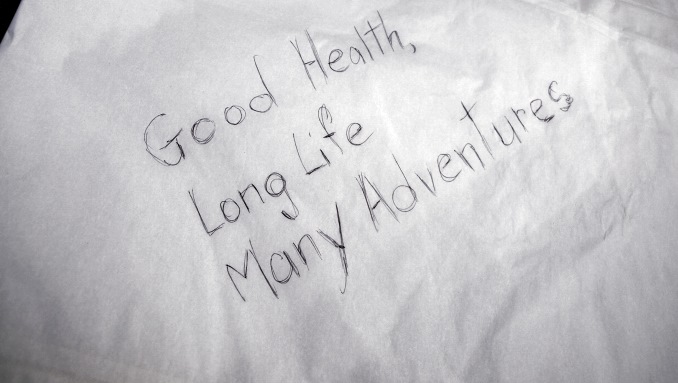 Good Health,
Long Life
Many Adventures